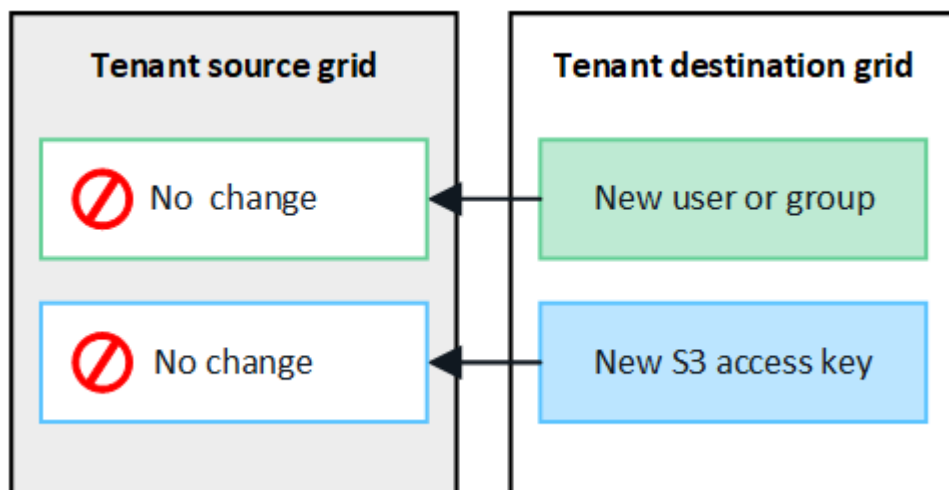 Tenant source grid
Tenant destination grid
No change
New user or group
No change
New S3 access key